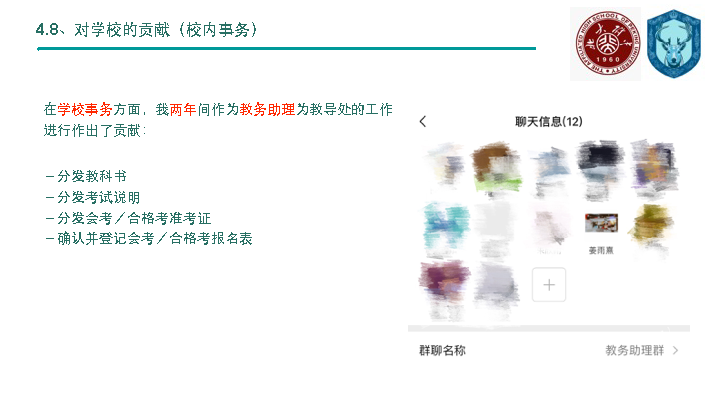 4.8、对学校的贡献（校内事务）
THE AFFILIATED HIGH SCHOOL OF PEKING UNIVERSITY
1960
在学校事务方面，我两年间作为教务助理为教导处的工作
进行作出了贡献：
－分发教科书
－分发考试说明
－分发会考／合格考准考证
－确认并登记会考／合格考报名表
聊天信息(12)
姜雨熹
群聊名称
教务助理群